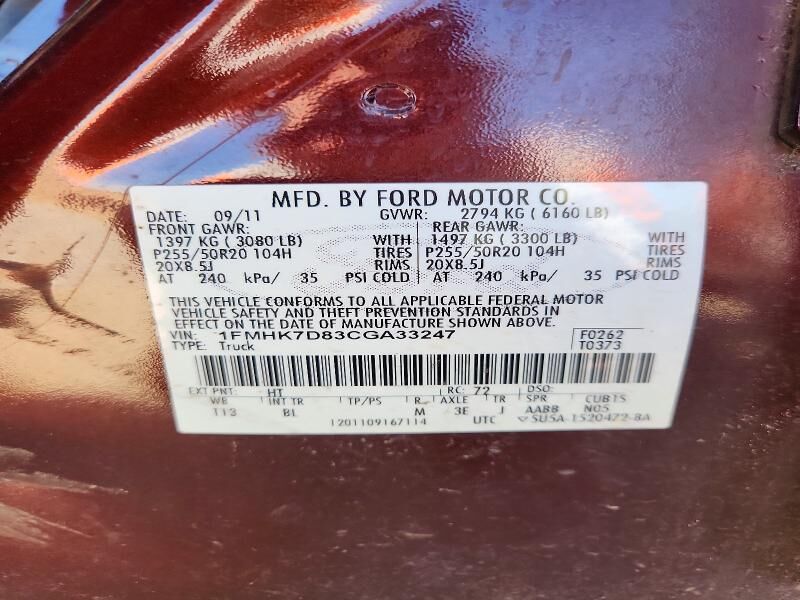 MFD. BY FORD MOTOR CO.
DATE: 09/11 GVWR: 2794 KG ( 6160 LB)
FRONT GAWR: REAR GAWR:
1397 KG ( 3080 LB) WITH 1497 KG ( 3300 LB) WITH
P255/50R20 104H TIRES P255/50R20 104H TIRES
20X8.5J RIMS 20X8.5J RIMS
AT 240 kPa/ 35 PSI COLD AT 240 kPa/ 35 PSI COLD
THIS VEHICLE CONFORMS TO ALL APPLICABLE FEDERAL MOTOR
VEHICLE SAFETY AND THEFT PREVENTION STANDARDS IN
EFFECT ON THE DATE OF MANUFACTURE SHOWN ABOVE.
VIN: 1FMHK7D83CGA33247 F0262
TYPE: Truck T0373
EXT PNT: HT RC: 72 DSO:
WB INT TR TP/PS R AXLE TR SPR CUBTS
113 BL M 3E J AABB N05
1201109167114 UTC SU5A-1520472-BA